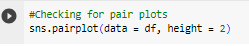 #Checking for pair plots
sns.pairplot(data = df, height = 2)